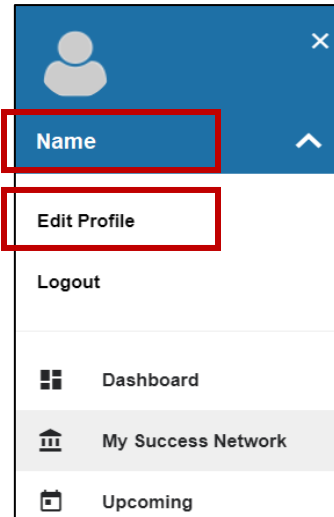 Name
Edit Profile
Logout
Dashboard
My Success Network
Upcoming